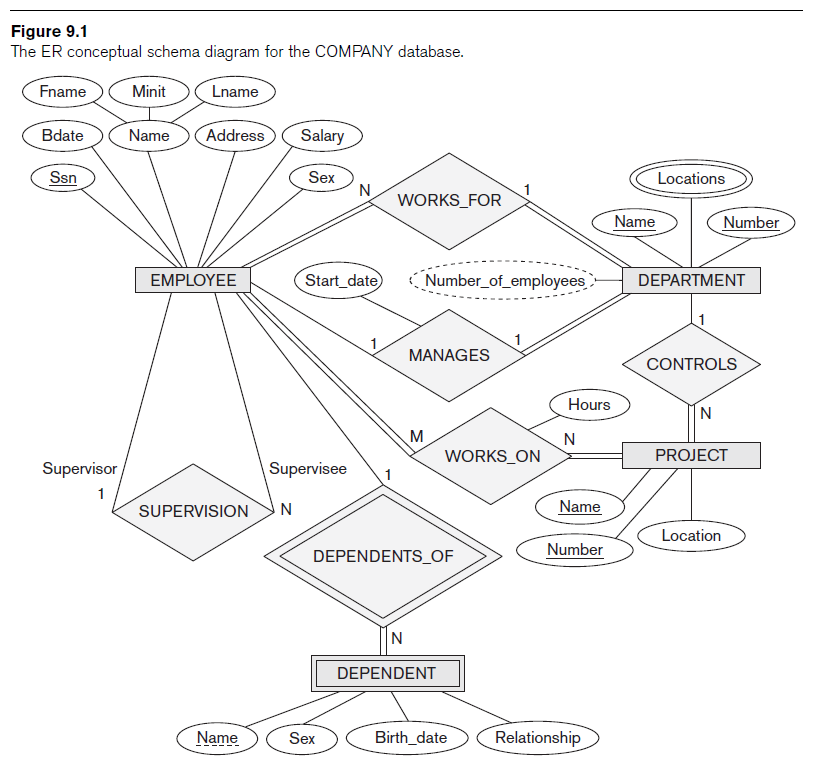 Figure 9.1
The ER conceptual schema diagram for the COMPANY database.
Fname
Minit
Lname
Bdate
Name
Address
Salary
Ssn
Sex
N
WORKS_FOR
1
Locations
Name
Number
EMPLOYEE
Start_date
Number_of_employees
DEPARTMENT
1
MANAGES
1
1
CONTROLS
N
Hours
M
WORKS_ON
N
PROJECT
Supervisor
1
SUPERVISION
Supervisee
N
1
Name
Number
Location
DEPENDENTS_OF
N
DEPENDENT
Name
Sex
Birth_date
Relationship